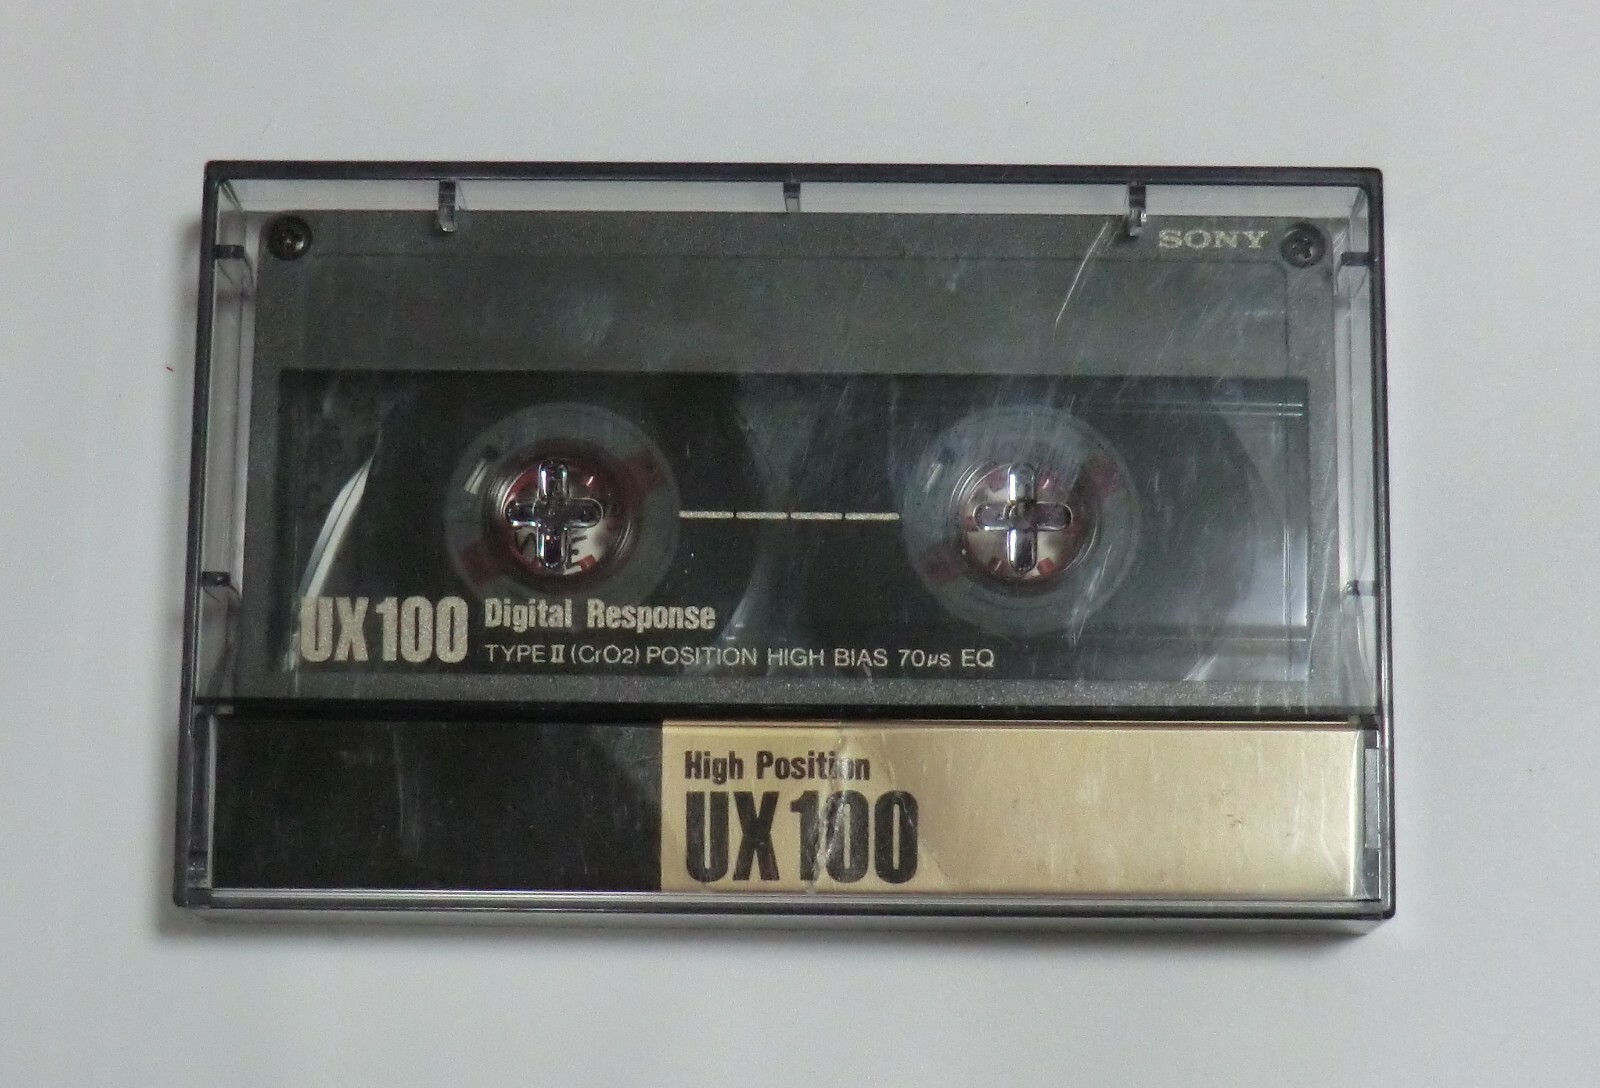 SONY
UX100
Digital Response
TYPE II (CrO2) POSITION HIGH BIAS 70µs EQ
High Position
UX100